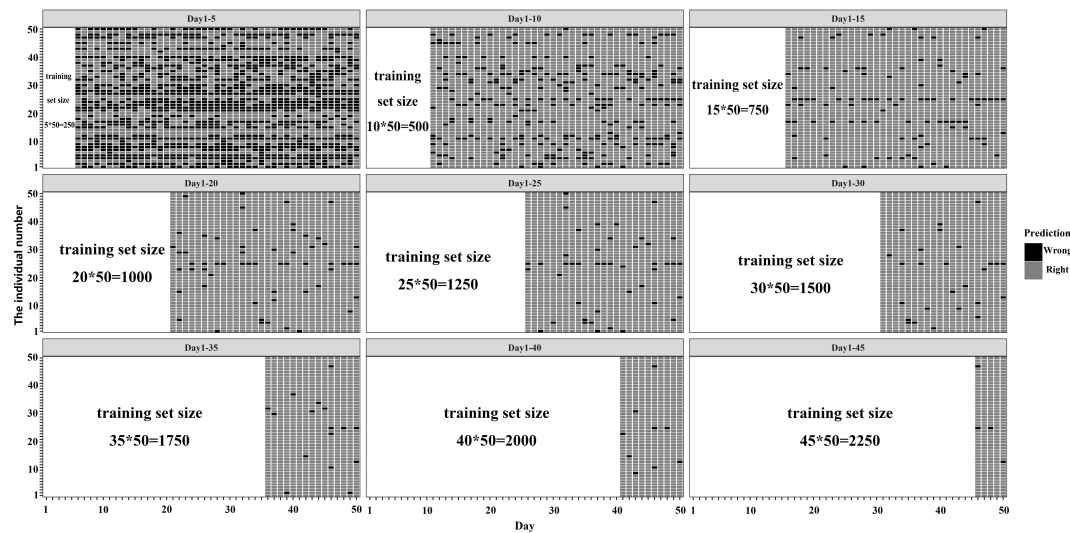 Day1-5
Day1-10
Day1-15
50
40
30
20
10
1
training
set size
5*50=250
training
set size
10*50=500
training set size
15*50=750
Day1-20
Day1-25
Day1-30
50
40
30
20
10
1
training set size
20*50=1000
training set size
25*50=1250
training set size
30*50=1500
The individual number
Prediction
Wrong
Right
Day1-35
Day1-40
Day1-45
50
40
30
20
10
1
training set size
35*50=1750
training set size
40*50=2000
training set size
45*50=2250
1 10 20 30 40 50 1 10 20 30 40 50 1 10 20 30 40 50
Day